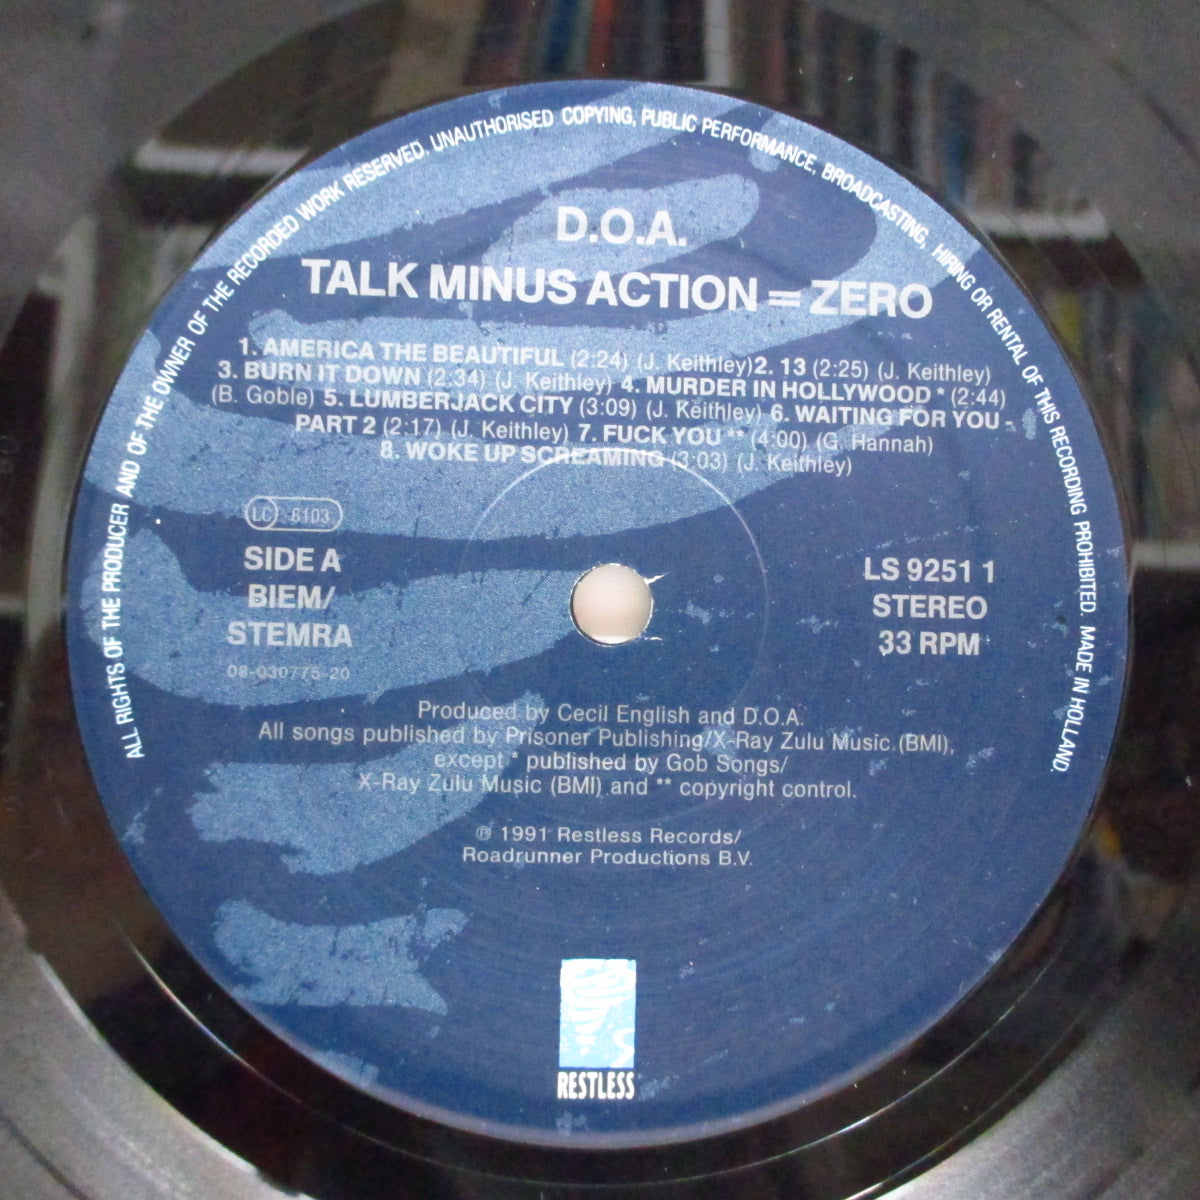 ALL RIGHTS OF THE PRODUCER AND OF THE OWNER OF THE RECORDED WORK RESERVED. UNAUTHORISED COPYING, PUBLIC PERFORMANCE, BROADCASTING, HIRING OR RENTAL OF THIS RECORDING PROHIBITED. MADE IN HOLLAND.
D.O.A.
TALK MINUS ACTION = ZERO
1. AMERICA THE BEAUTIFUL (2:24) (J. Keithley)2. 13 (2:25) (J. Keithley)
3. BURN IT DOWN (2:34) (J. Keithley) 4. MURDER IN HOLLYWOOD * (2:44)
(B. Goble) 5. LUMBERJACK CITY (3:09) (J. Keithley) 6. WAITING FOR YOU -
PART 2 (2:17) (J. Keithley) 7. FUCK YOU ** (4:00) (G. Hannah)
8. WOKE UP SCREAMING (3:03) (J. Keithley)
LC 6103
SIDE A
BIEM/
STEMRA
08-030775-20
LS 9251 1
STEREO
33 RPM
Produced by Cecil English and D.O.A.
All songs published by Prisoner Publishing/X-Ray Zulu Music (BMI),
except * published by Gob Songs/
X-Ray Zulu Music (BMI) and ** copyright control.
℗ 1991 Restless Records/
Roadrunner Productions B.V.
RESTLESS